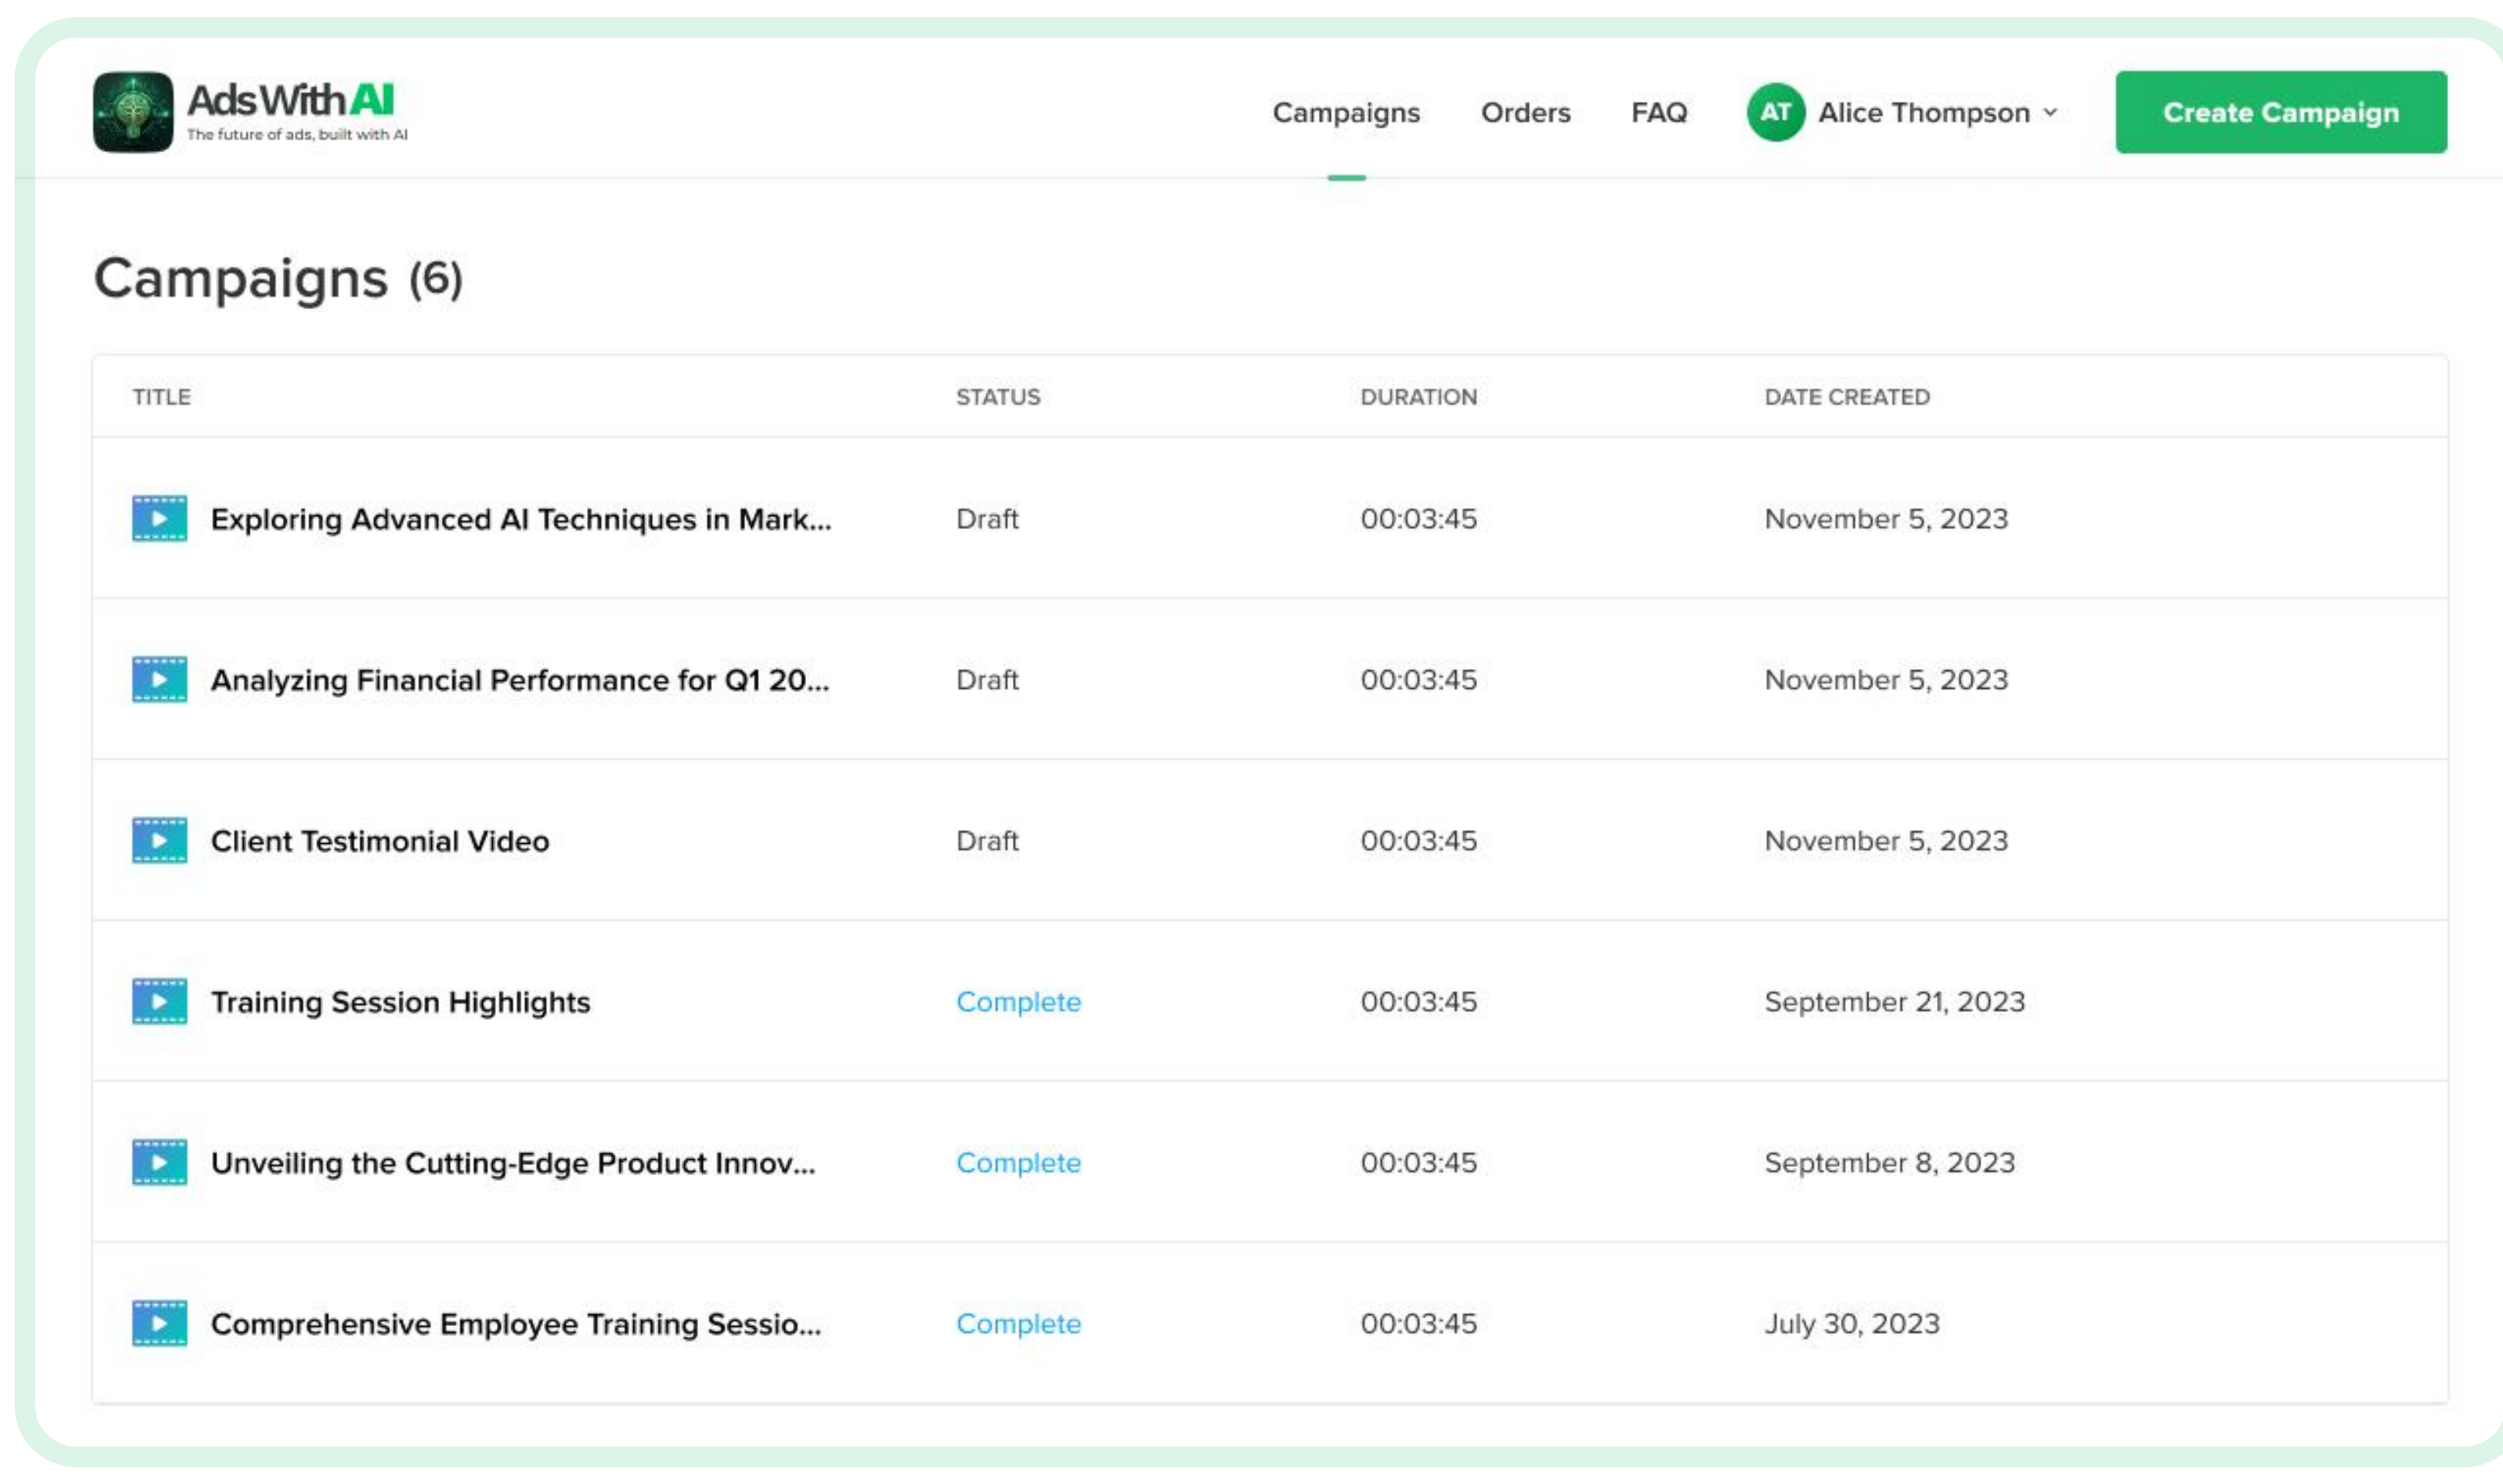 AdsWithAI
The future of ads, built with AI
Campaigns Orders FAQ AT Alice Thompson Create Campaign
Campaigns (6)
TITLE STATUS DURATION DATE CREATED
Exploring Advanced AI Techniques in Mark... Draft 00:03:45 November 5, 2023
Analyzing Financial Performance for Q1 20... Draft 00:03:45 November 5, 2023
Client Testimonial Video Draft 00:03:45 November 5, 2023
Training Session Highlights Complete 00:03:45 September 21, 2023
Unveiling the Cutting-Edge Product Innov... Complete 00:03:45 September 8, 2023
Comprehensive Employee Training Sessio... Complete 00:03:45 July 30, 2023